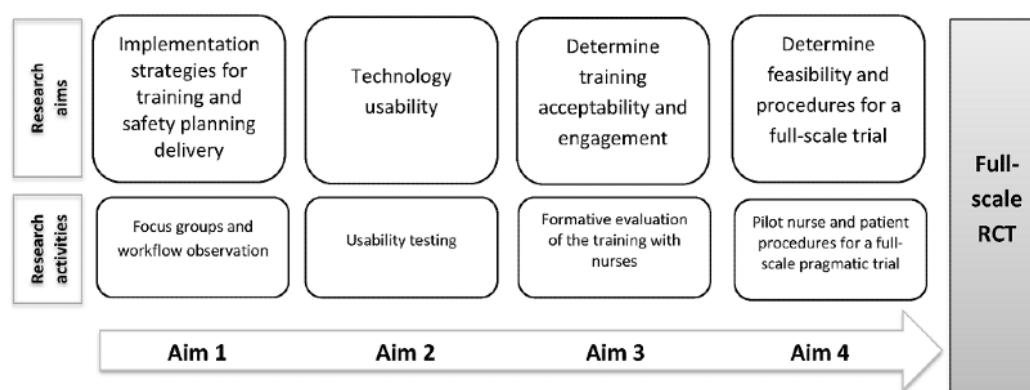 Research
aims
Implementation
strategies for
training and
safety planning
delivery
Technology
usability
Determine
training
acceptability and
engagement
Determine
feasibility and
procedures for a
full-scale trial
Research
activities
Focus groups and
workflow observation
Usability testing
Formative evaluation
of the training with
nurses
Pilot nurse and patient
procedures for a full-
scale pragmatic trial
Aim 1
Aim 2
Aim 3
Aim 4
Full-
scale
RCT